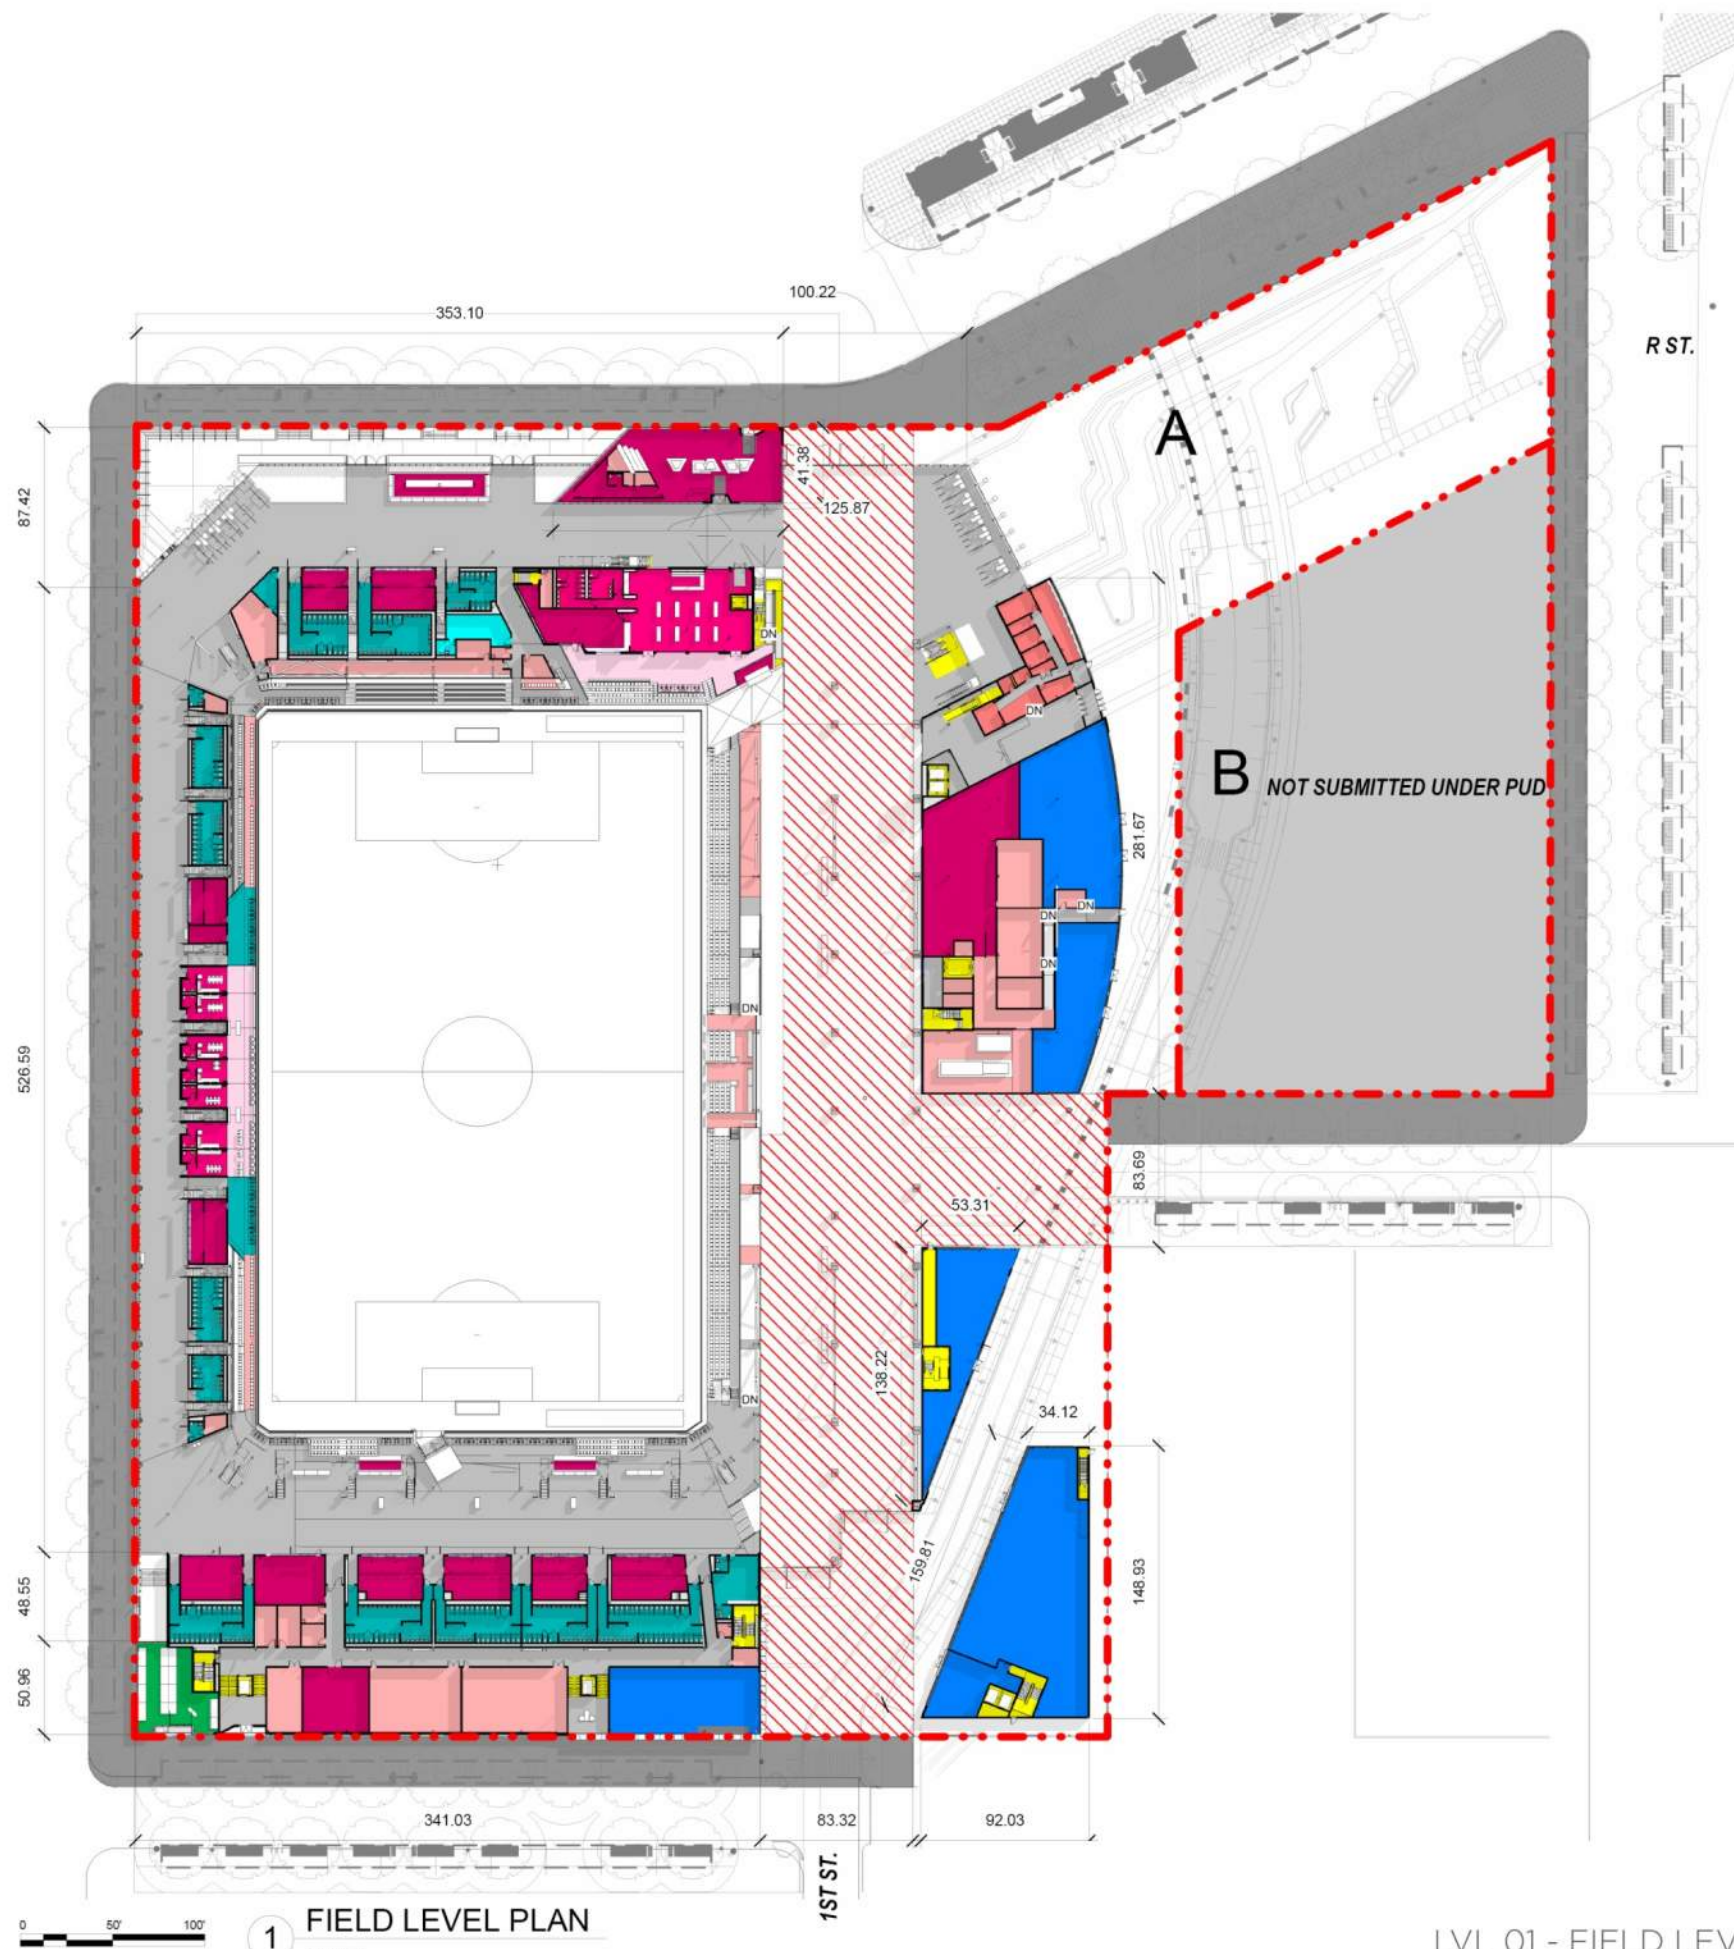 100.22
353.10
R ST.
A
41.38
87.42
125.87
DN
DN
B NOT SUBMITTED UNDER PUD
281.67
DN
DN
DN
DN
526.59
83.69
53.31
138.22
DN
34.12
159.81
148.93
48.55
50.96
341.03
83.32
92.03
1ST ST.
0 50' 100'
1 FIELD LEVEL PLAN